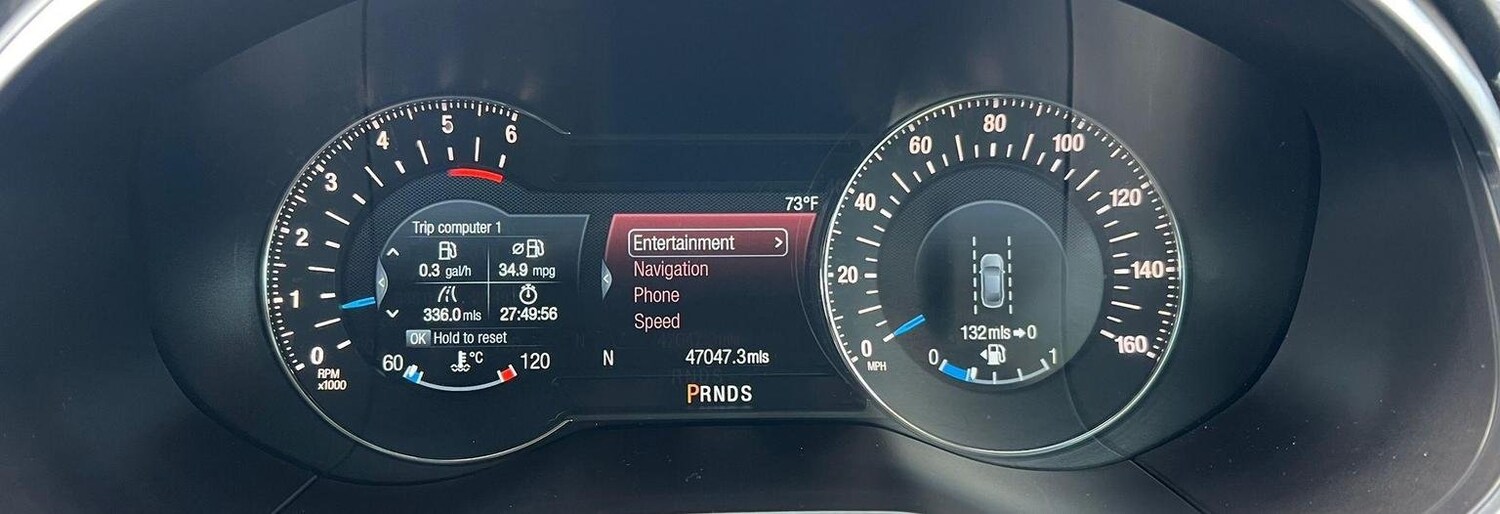 0
1
2
3
4
5
6
RPM
x1000
Trip computer 1
0.3 gal/h
34.9 mpg
336.0 mls
27:49:56
OK Hold to reset
60
°C
120
73°F
Entertainment >
Navigation
Phone
Speed
N
47047.3mls
PRNDS
0
20
40
60
80
100
120
140
160
MPH
132mls➔0
0
1